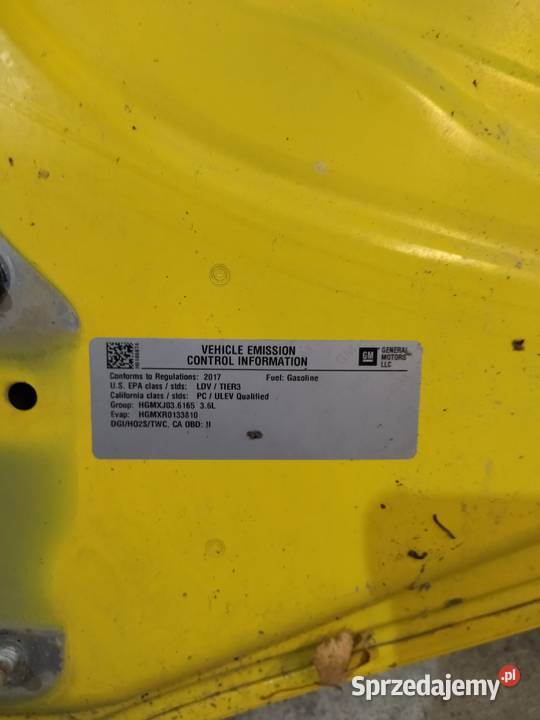 VEHICLE EMISSION
CONTROL INFORMATION
GM GENERAL MOTORS LLC
Conforms to Regulations: 2017 Fuel: Gasoline
U.S. EPA class / stds: LDV / TIER3
California class / stds: PC / ULEV Qualified
Group: HGMXJ03.6165 3.6L
Evap: HGMXR0133810
DGI/HO2S/TWC, CA OBD: II
Sprzedajemy.pl